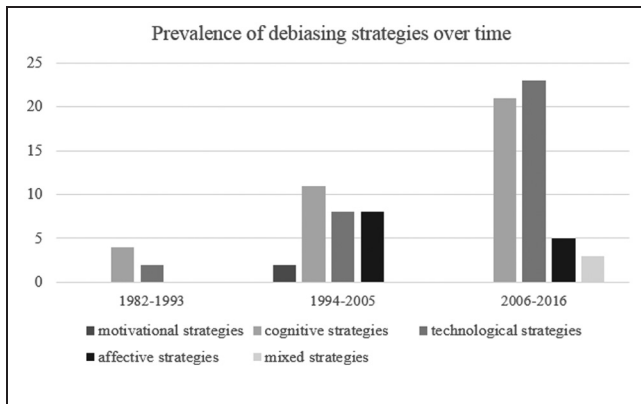 Prevalence of debiasing strategies over time
25
20
15
10
5
0
1982-1993 1994-2005 2006-2016
motivational strategies cognitive strategies technological strategies
affective strategies mixed strategies